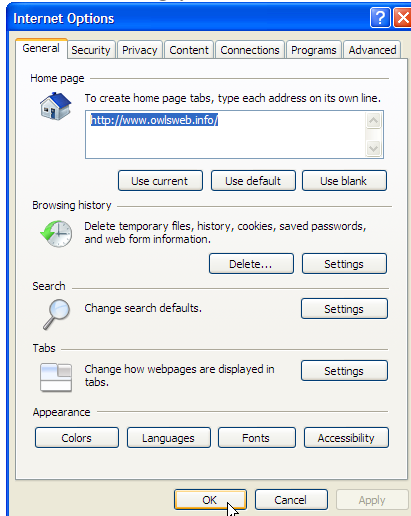 Internet Options
General Security Privacy Content Connections Programs Advanced
Home page
To create home page tabs, type each address on its own line.
http://www.owlsweb.info/
Use current Use default Use blank
Browsing history
Delete temporary files, history, cookies, saved passwords,
and web form information.
Delete... Settings
Search
Change search defaults. Settings
Tabs
Change how webpages are displayed in
tabs.
Settings
Appearance
Colors Languages Fonts Accessibility
OK Cancel Apply